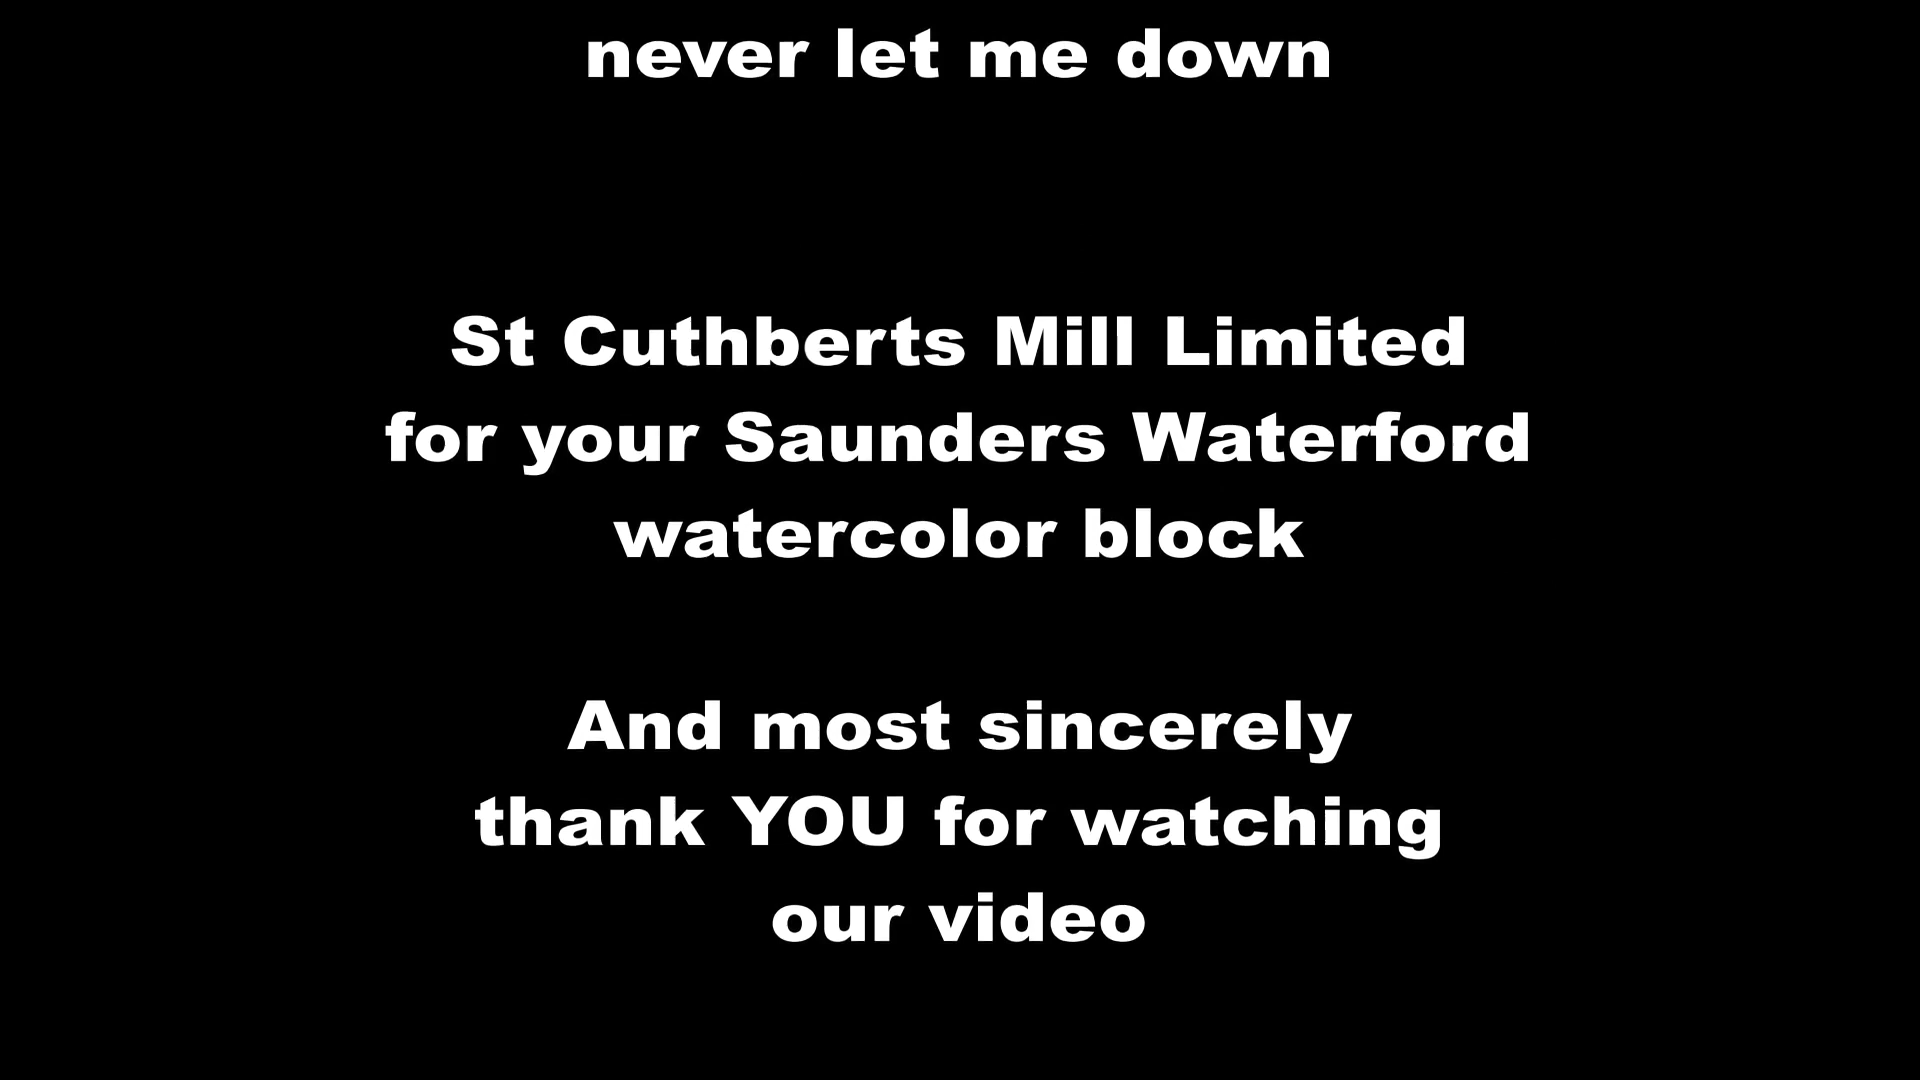 never let me down
St Cuthberts Mill Limited
for your Saunders Waterford
watercolor block
And most sincerely
thank YOU for watching
our video